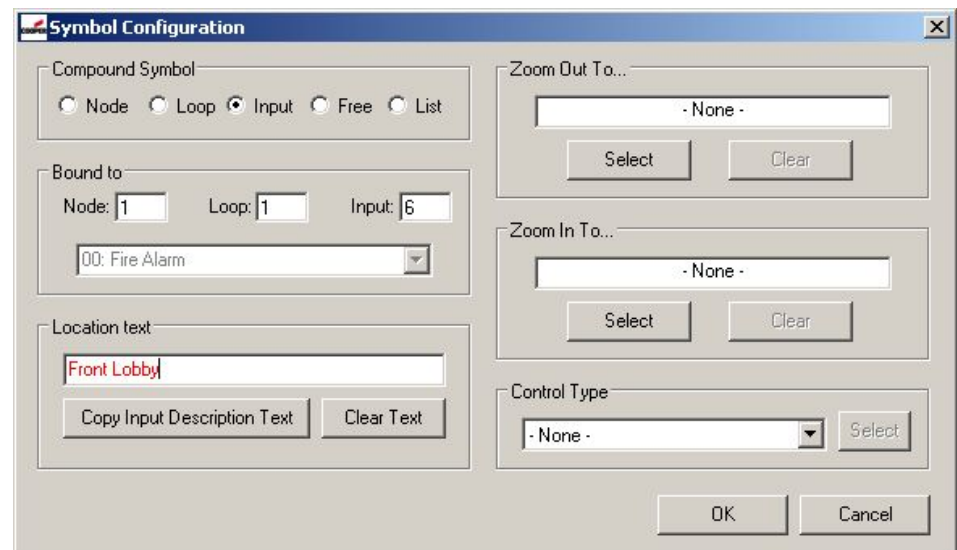 COOPER Symbol Configuration
Compound Symbol
Node Loop Input Free List
Bound to
Node: 1 Loop: 1 Input: 6
00: Fire Alarm
Location text
Front Lobby
Copy Input Description Text Clear Text
Zoom Out To...
- None -
Select Clear
Zoom In To...
- None -
Select Clear
Control Type
- None - Select
OK Cancel